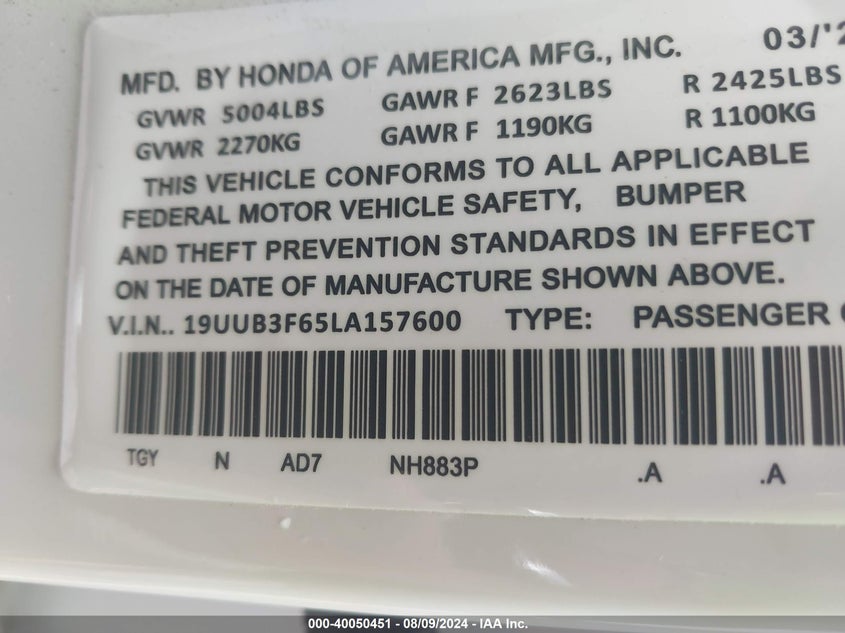 MFD. BY HONDA OF AMERICA MFG., INC. 03/'2
GVWR 5004LBS GAWR F 2623LBS R 2425LBS
GVWR 2270KG GAWR F 1190KG R 1100KG
THIS VEHICLE CONFORMS TO ALL APPLICABLE
FEDERAL MOTOR VEHICLE SAFETY, BUMPER
AND THEFT PREVENTION STANDARDS IN EFFECT
ON THE DATE OF MANUFACTURE SHOWN ABOVE.
V.I.N.. 19UUB3F65LA157600 TYPE: PASSENGER
TGY N AD7 NH883P .A .A
000-40050451 - 08/09/2024 - IAA Inc.